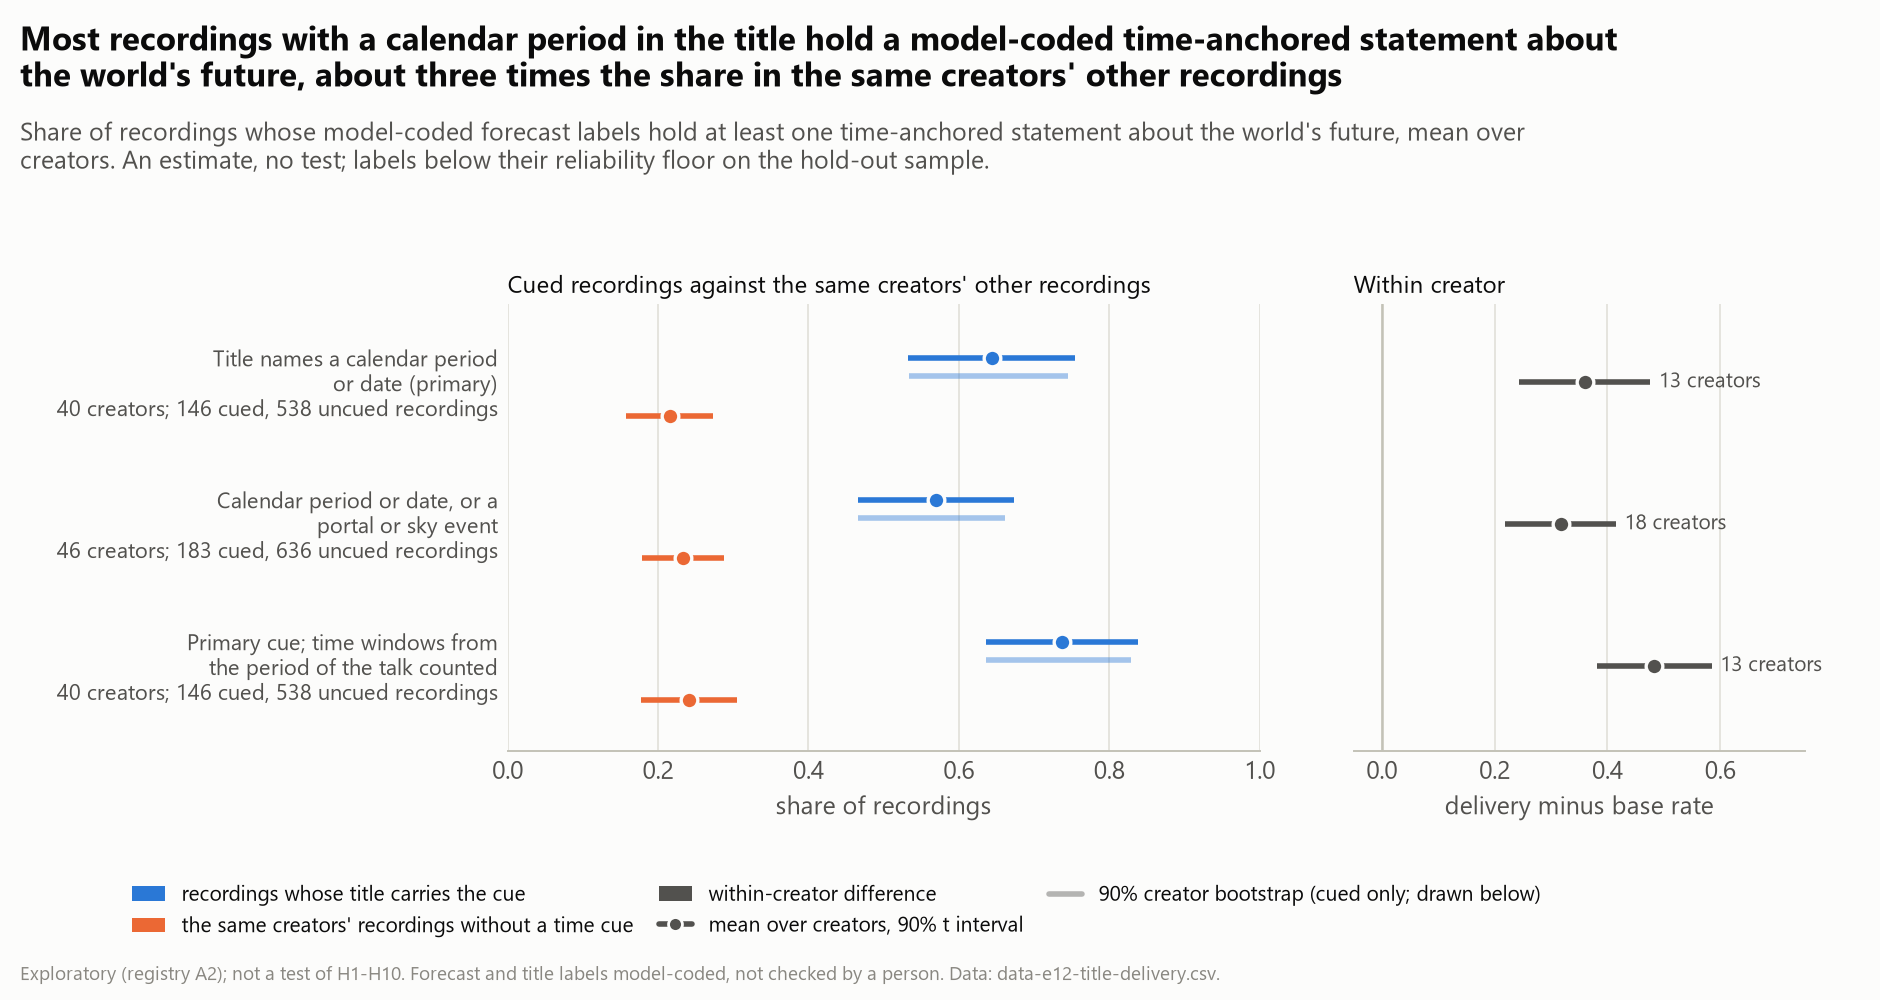 Most recordings with a calendar period in the title hold a model-coded time-anchored statement about
the world's future, about three times the share in the same creators' other recordings
Share of recordings whose model-coded forecast labels hold at least one time-anchored statement about the world's future, mean over
creators. An estimate, no test; labels below their reliability floor on the hold-out sample.
Cued recordings against the same creators' other recordings
Within creator
Title names a calendar period
or date (primary)
40 creators; 146 cued, 538 uncued recordings
13 creators
Calendar period or date, or a
portal or sky event
46 creators; 183 cued, 636 uncued recordings
18 creators
Primary cue; time windows from
the period of the talk counted
40 creators; 146 cued, 538 uncued recordings
13 creators
0.0 0.2 0.4 0.6 0.8 1.0
0.0 0.2 0.4 0.6
share of recordings
delivery minus base rate
recordings whose title carries the cue
the same creators' recordings without a time cue
within-creator difference
mean over creators, 90% t interval
90% creator bootstrap (cued only; drawn below)
Exploratory (registry A2); not a test of H1-H10. Forecast and title labels model-coded, not checked by a person. Data: data-e12-title-delivery.csv.